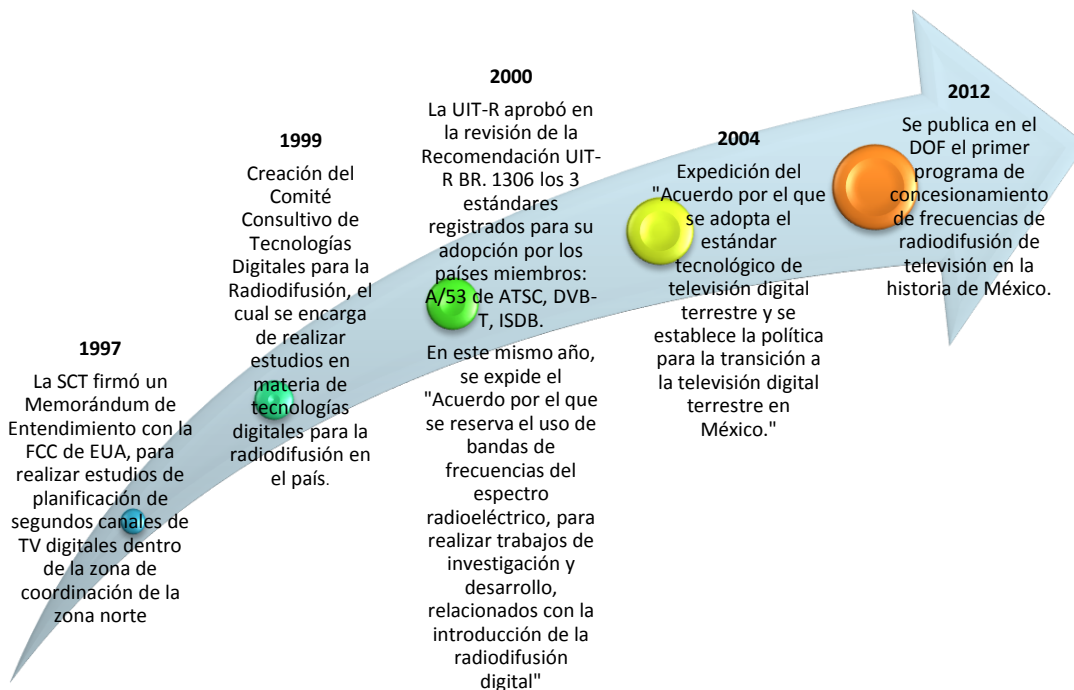 1997
La SCT firmó un
Memorándum de
Entendimiento con la
FCC de EUA, para
realizar estudios de
planificación de
segundos canales de
TV digitales dentro
de la zona de
coordinación de la
zona norte
1999
Creación del
Comité
Consultivo de
Tecnologías
Digitales para la
Radiodifusión, el
cual se encarga
de realizar
estudios en
materia de
tecnologías
digitales para la
radiodifusión en
el país.
2000
La UIT-R aprobó en
la revisión de la
Recomendación UIT-
R BR. 1306 los 3
estándares
registrados para su
adopción por los
países miembros:
A/53 de ATSC, DVB-
T, ISDB.
En este mismo año,
se expide el
"Acuerdo por el que
se reserva el uso de
bandas de
frecuencias del
espectro
radioeléctrico, para
realizar trabajos de
investigación y
desarrollo,
relacionados con la
introducción de la
radiodifusión
digital"
2004
Expedición del
"Acuerdo por el que
se adopta el
estándar
tecnológico de
televisión digital
terrestre y se
establece la política
para la transición a
la televisión digital
terrestre en
México."
2012
Se publica en el
DOF el primer
programa de
concesionamiento
de frecuencias de
radiodifusión de
televisión en la
historia de México.